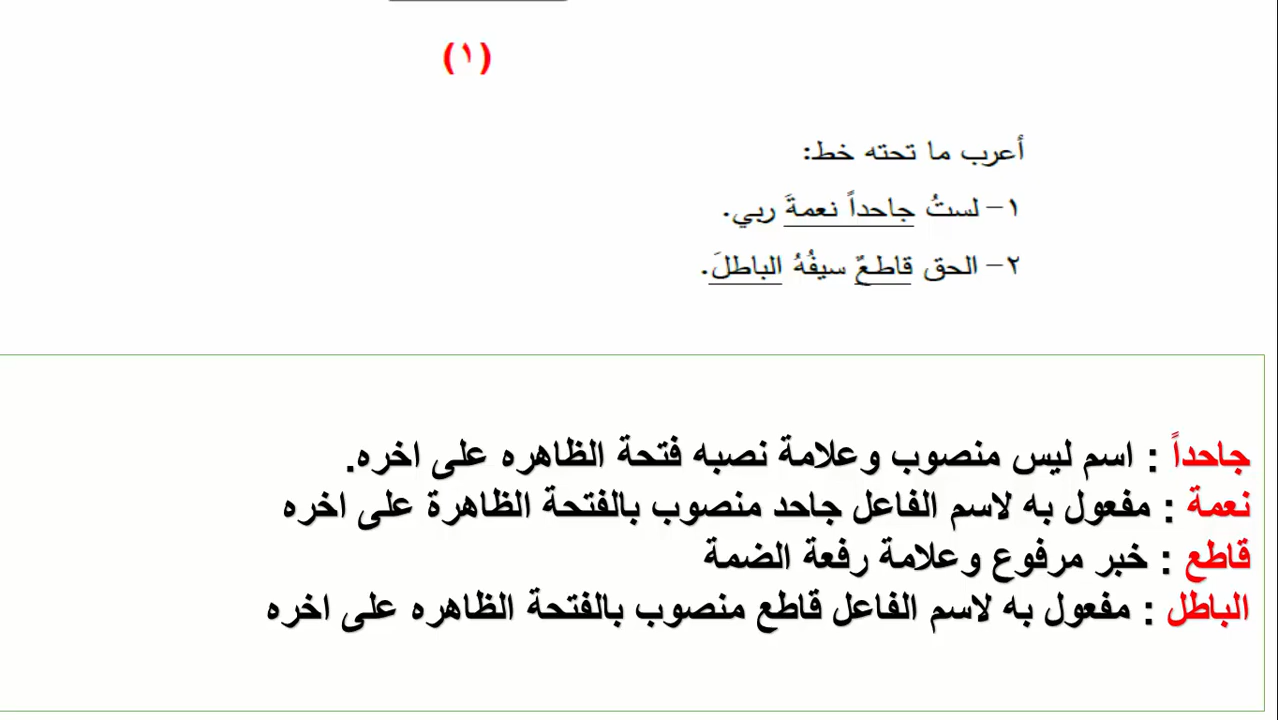 (١)
أعرب ما تحته خط:
١- لستُ جاحداً نعمةَ ربي.
٢- الحق قاطعٌ سيفُهُ الباطلَ.
جاحداً : اسم ليس منصوب وعلامة نصبه فتحة الظاهره على اخره.
نعمة : مفعول به لاسم الفاعل جاحد منصوب بالفتحة الظاهرة على اخره
قاطع : خبر مرفوع وعلامة رفعة الضمة
الباطل : مفعول به لاسم الفاعل قاطع منصوب بالفتحة الظاهره على اخره